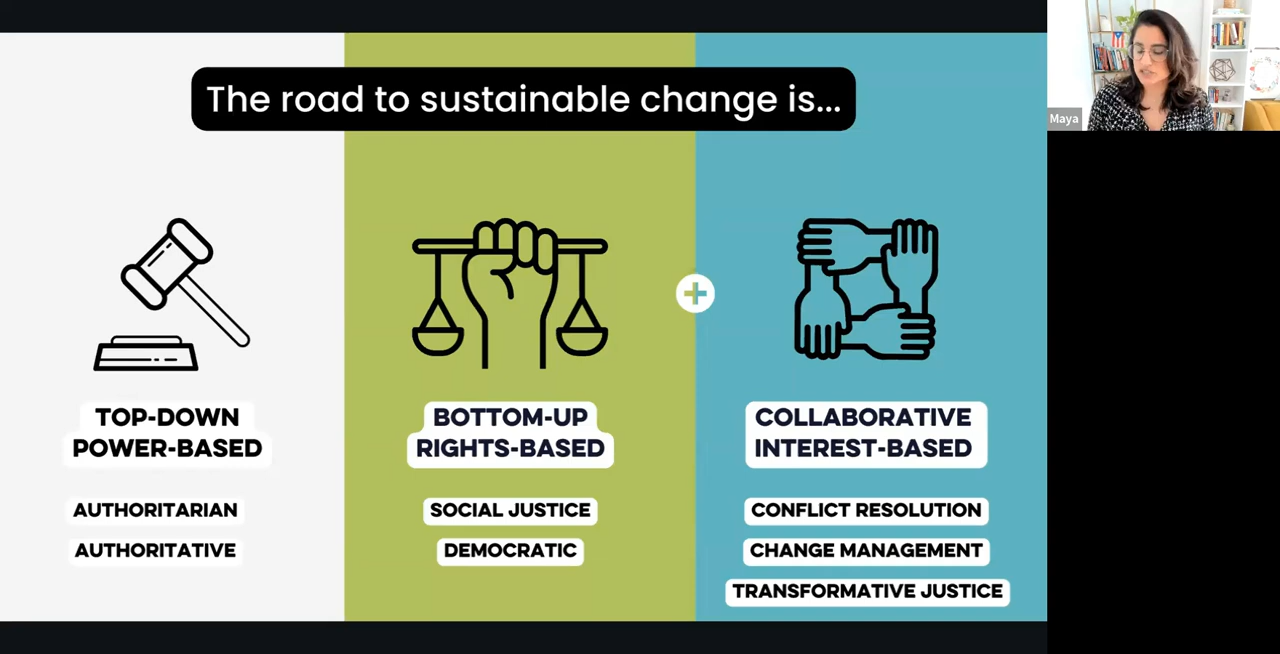 The road to sustainable change is...
TOP-DOWN
POWER-BASED
AUTHORITARIAN
AUTHORITATIVE
BOTTOM-UP
RIGHTS-BASED
SOCIAL JUSTICE
DEMOCRATIC
COLLABORATIVE
INTEREST-BASED
CONFLICT RESOLUTION
CHANGE MANAGEMENT
TRANSFORMATIVE JUSTICE
Maya